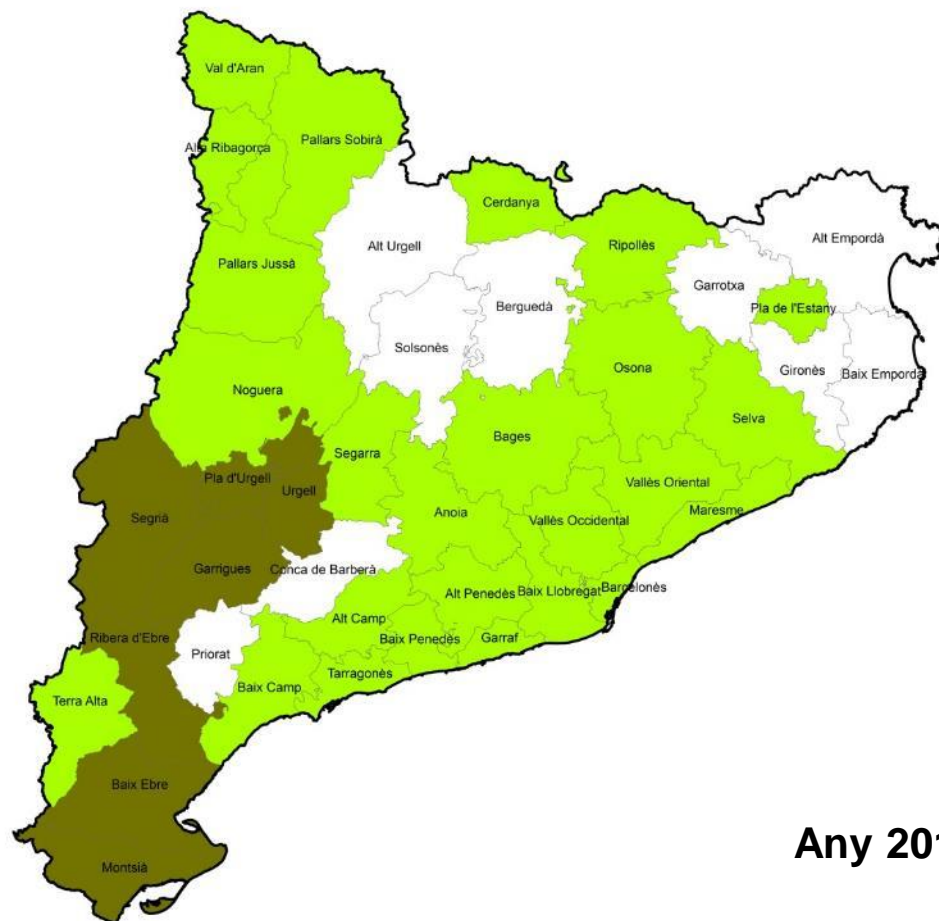 Val d'Aran
Pallars Sobirà
Alta Ribagorça
Cerdanya
Ripollès
Alt Empordà
Alt Urgell
Pallars Jussà
Garrotxa
Berguedà
Pla de l'Estany
Solsonès
Osona
Gironès
Baix Empordà
Noguera
Selva
Bages
Segarra
Pla d'Urgell
Urgell
Vallès Oriental
Maresme
Segrià
Anoia
Vallès Occidental
Garrigues
Conca de Barberà
Alt Penedès
Baix Llobregat
Barcelonès
Alt Camp
Ribera d'Ebre
Baix Penedès
Garraf
Priorat
Tarragonès
Baix Camp
Terra Alta
Baix Ebre
Montsià
Any